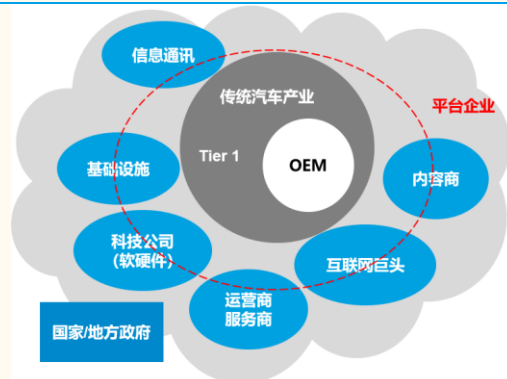 信息通讯
传统汽车产业
平台企业
Tier 1
OEM
基础设施
内容商
科技公司
(软硬件)
互联网巨头
运营商
服务商
国家/地方政府